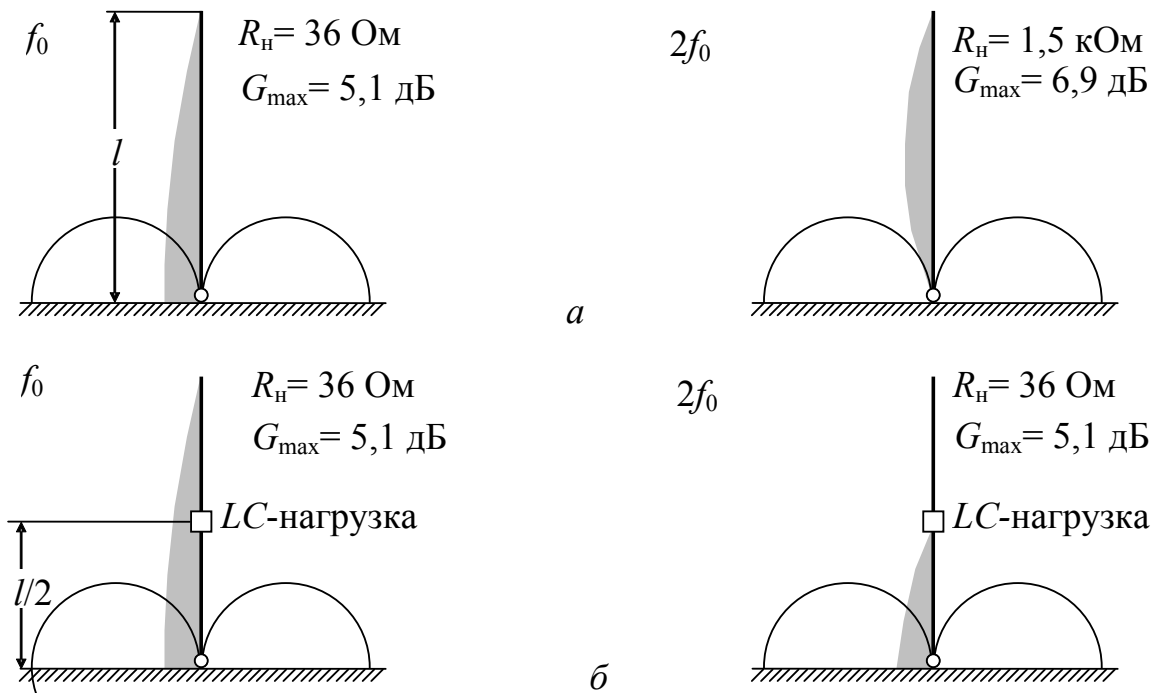 f₀
Rн= 36 Ом
Gmax= 5,1 дБ
l
2f₀
Rн= 1,5 кОм
Gmax= 6,9 дБ
а
f₀
Rн= 36 Ом
Gmax= 5,1 дБ
LC-нагрузка
l/2
2f₀
Rн= 36 Ом
Gmax= 5,1 дБ
LC-нагрузка
б